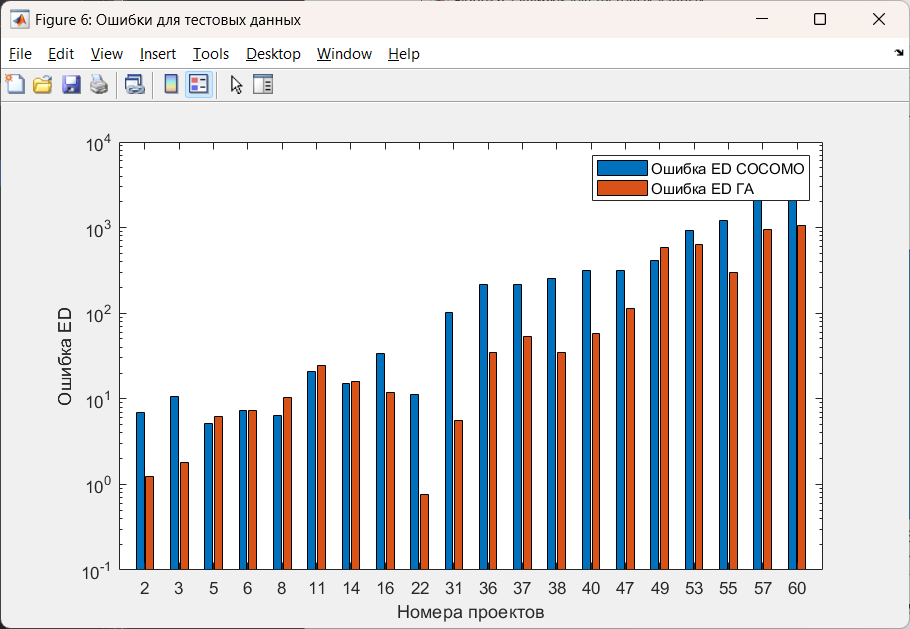 Figure 6: Ошибки для тестовых данных
File Edit View Insert Tools Desktop Window Help
Ошибка ED COCOMO
Ошибка ED ГА
10^4
10^3
10^2
10^1
10^0
10^-1
Ошибка ED
2 3 5 6 8 11 14 16 22 31 36 37 38 40 47 49 53 55 57 60
Номера проектов